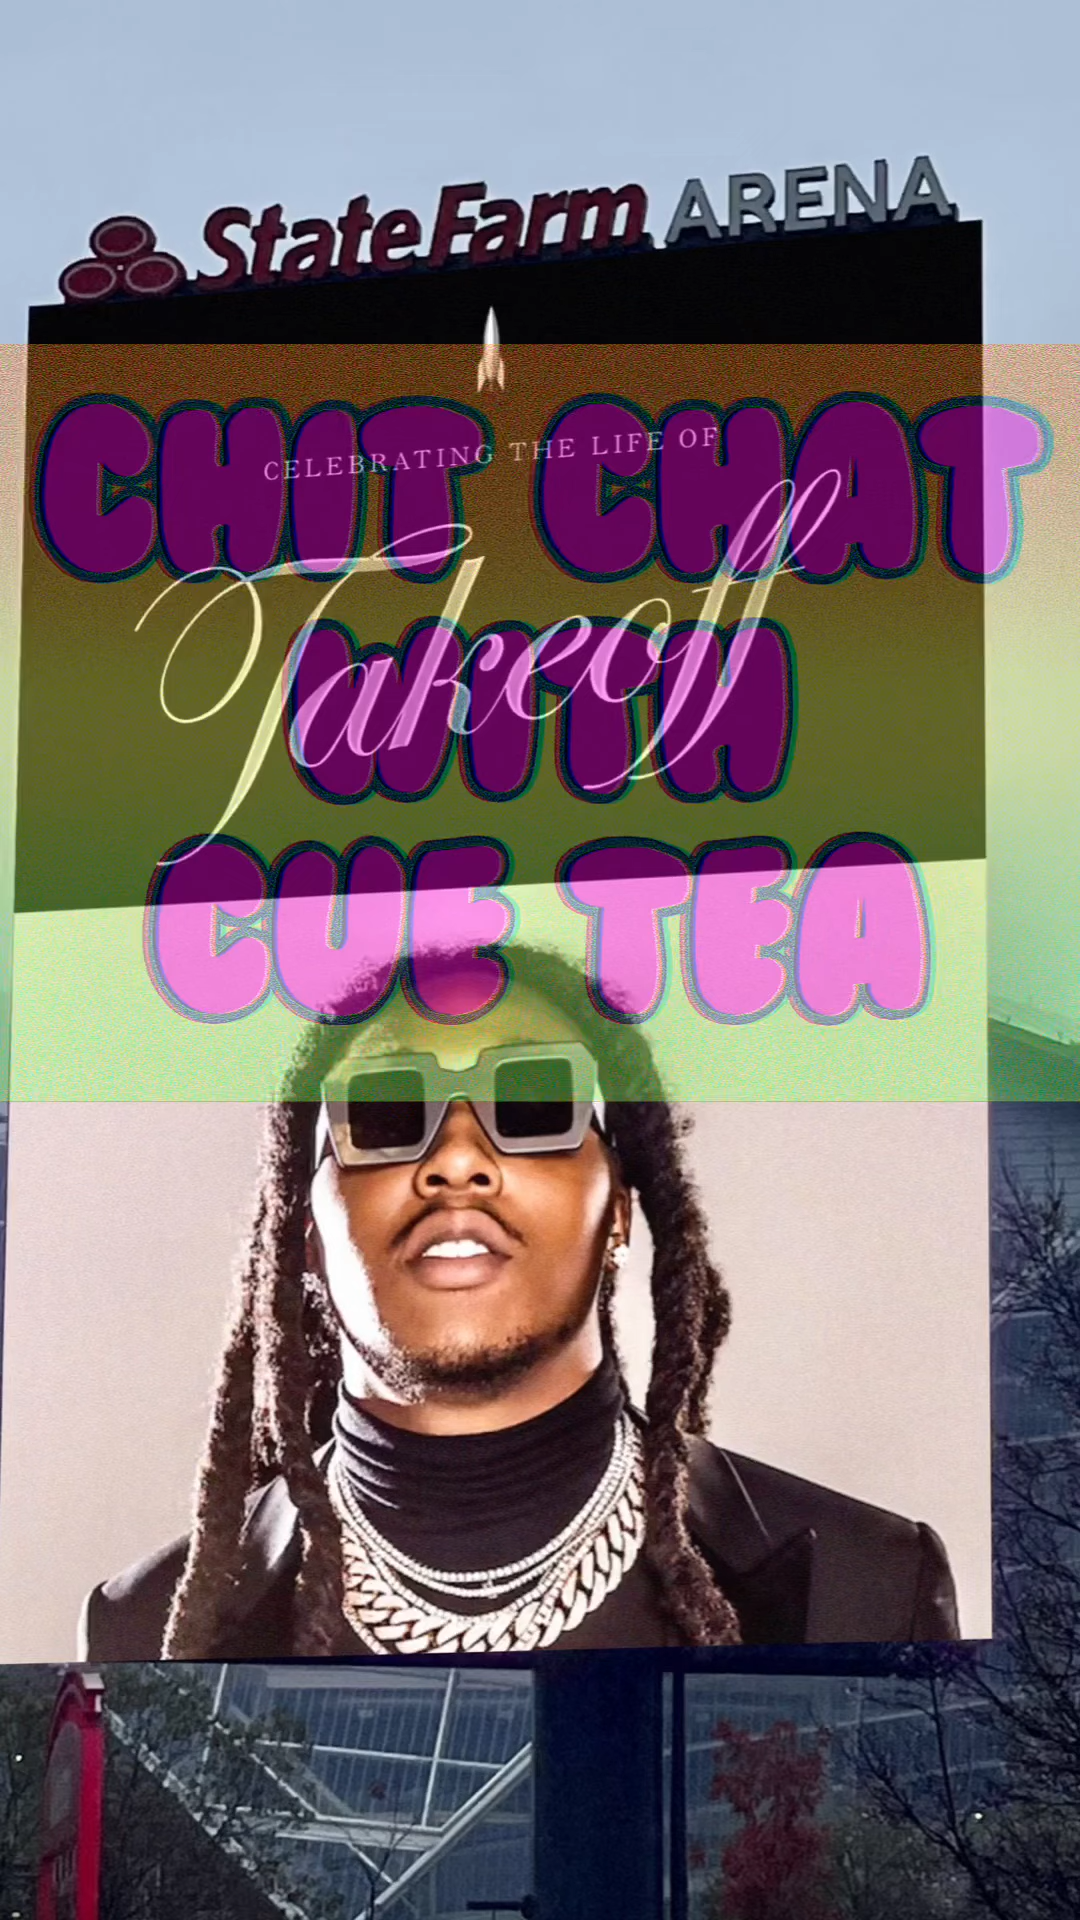 State Farm ARENA
CELEBRATING THE LIFE OF
Takeoff
CHIT CHAT
WITH
CUE TEA